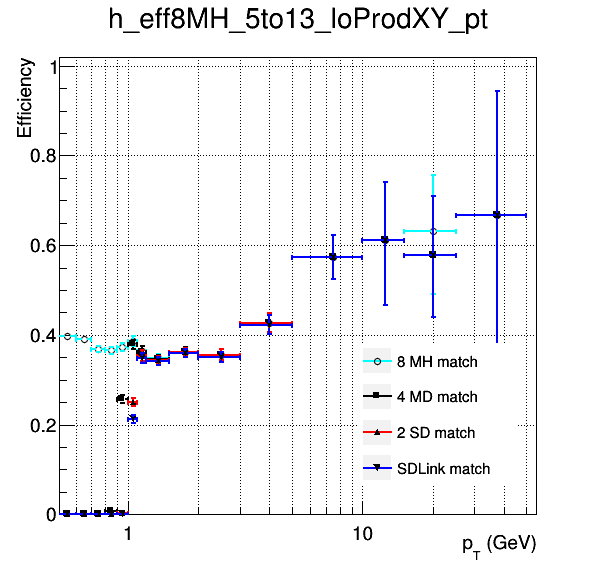 h_eff8MH_5to13_loProdXY_pt
Efficiency
1
0.8
0.6
0.4
0.2
0
8 MH match
4 MD match
2 SD match
SDLink match
1
10
p_T (GeV)